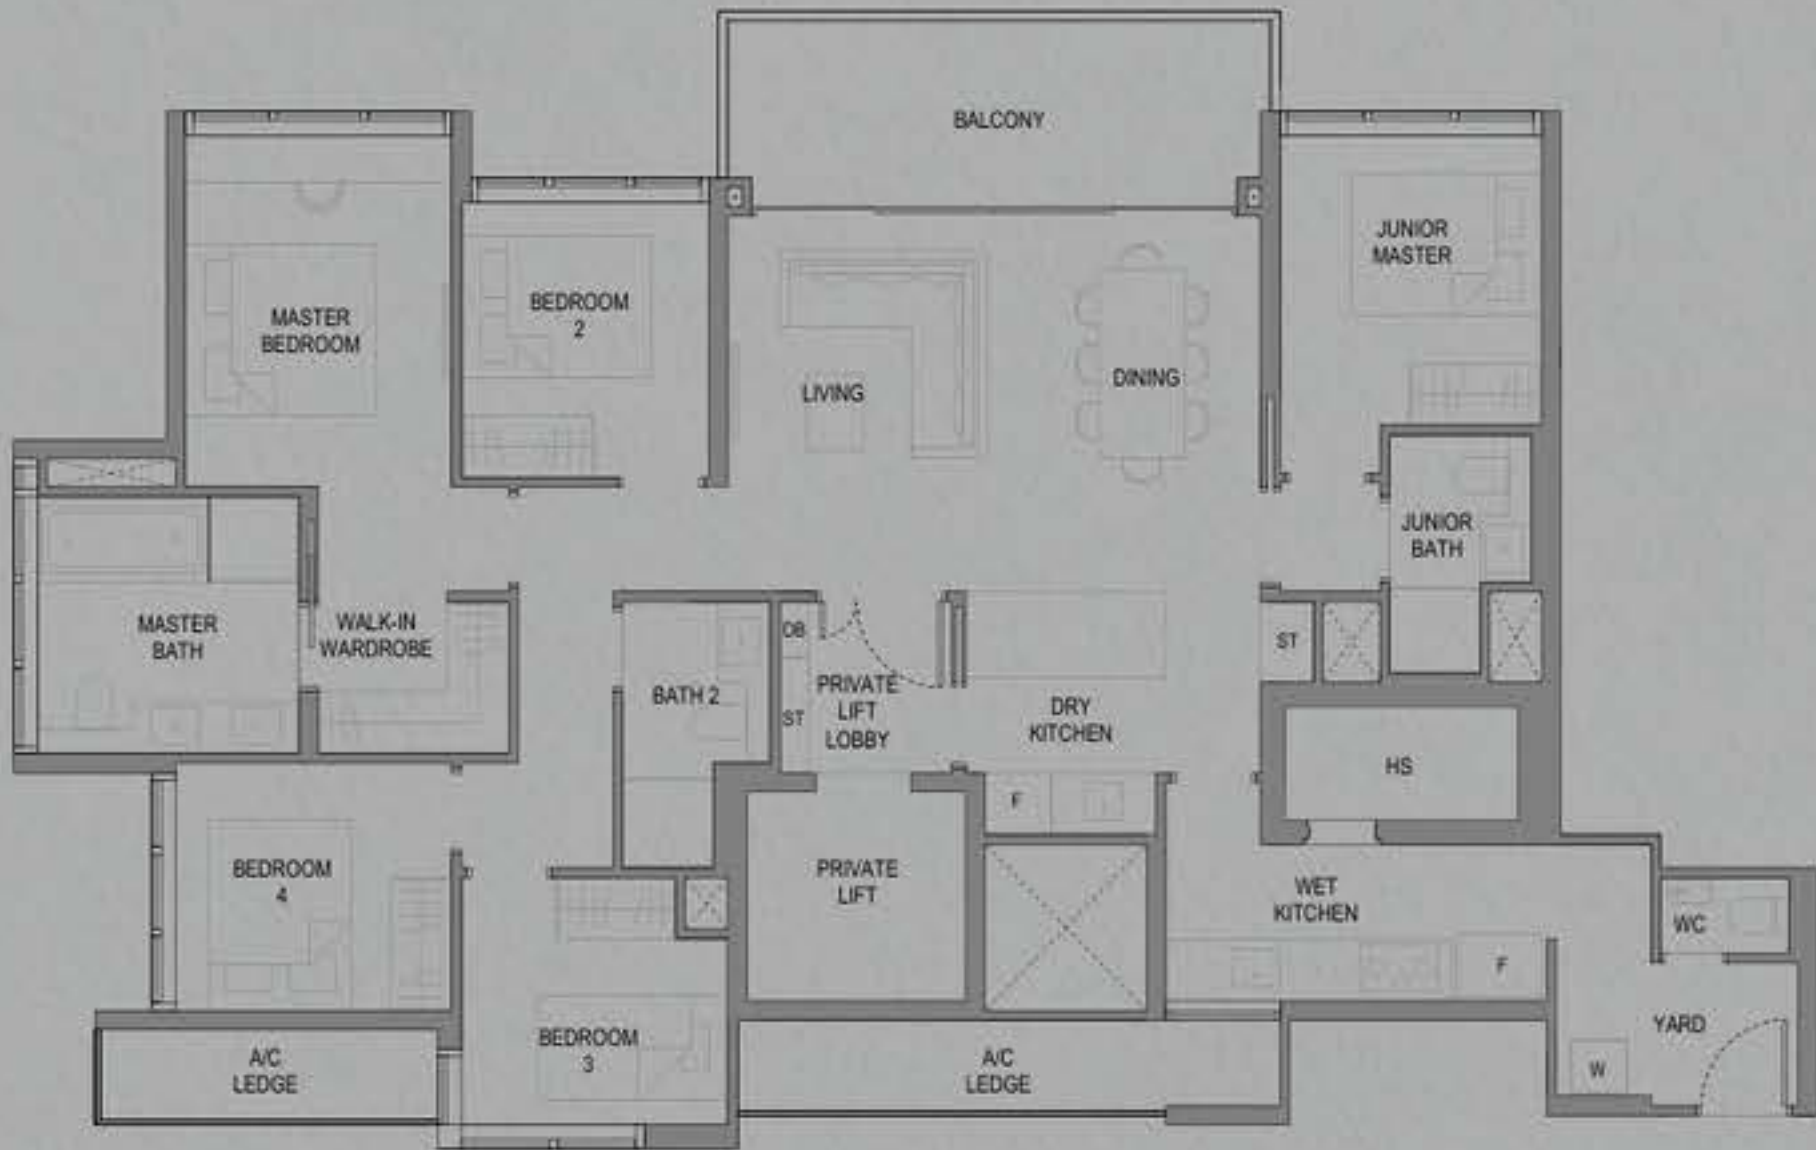 BALCONY
JUNIOR
MASTER
MASTER
BEDROOM
BEDROOM
2
LIVING
DINING
JUNIOR
BATH
MASTER
BATH
WALK-IN
WARDROBE
BATH 2
DB
ST
PRIVATE
LIFT
LOBBY
DRY
KITCHEN
ST
HS
F
BEDROOM
4
PRIVATE
LIFT
WET
KITCHEN
F
WC
YARD
W
BEDROOM
3
A/C
LEDGE
A/C
LEDGE